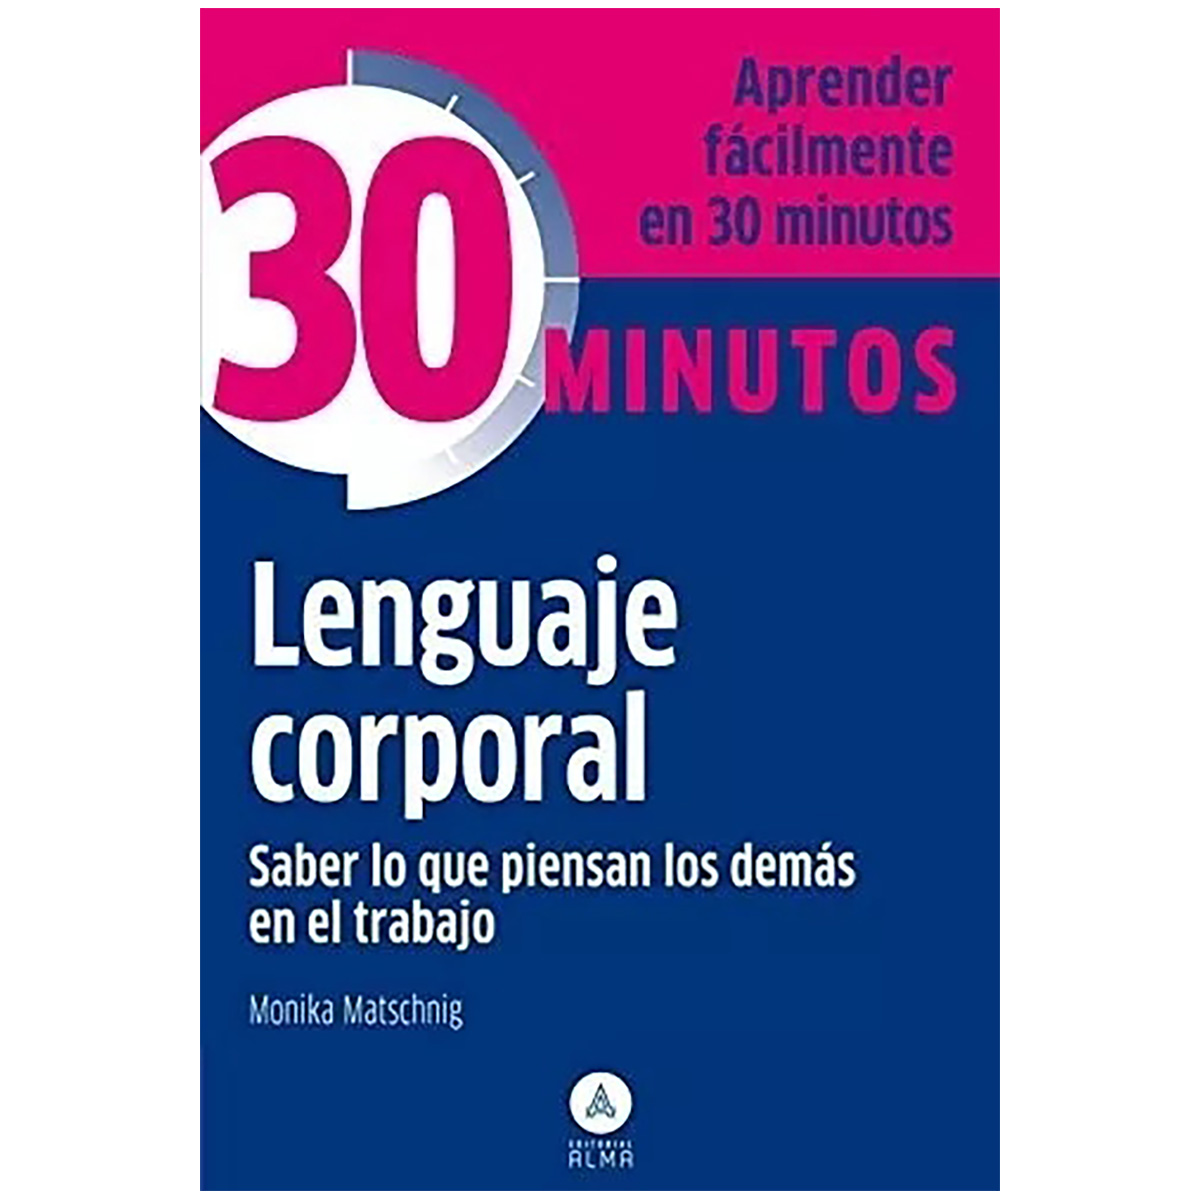 Aprender
fácilmente
en 30 minutos
30
MINUTOS
Lenguaje
corporal
Saber lo que piensan los demás
en el trabajo
Monika Matschnig
EDITORIAL
ALMA